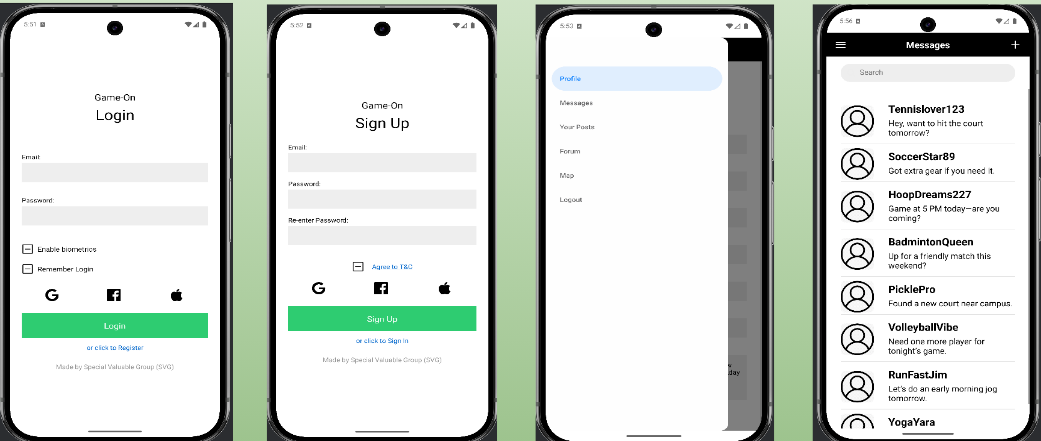 5:51
Game-On
Login
Email:
Password:
Enable biometrics
Remember Login
Login
or click to Register
Made by Special Valuable Group (SVG)
5:52
Game-On
Sign Up
Email:
Password:
Re-enter Password:
Agree to T&D
Sign Up
or click to Sign In
Made by Special Valuable Group (SVG)
5:53
Profile
Messages
Your Posts
Forum
Map
Logout
5:56
Messages
Search
Tennislover123
Hey, want to hit the court
tomorrow?
SoccerStar89
Got extra gear if you need it.
HoopDreams227
Game at 5 PM today—are you
coming?
BadmintonQueen
Up for a friendly match this
weekend?
PicklePro
Found a new court near campus.
VolleyballVibe
Need one more player for
tonight's game.
RunFastJim
Let's do an early morning jog
tomorrow.
YogaYara